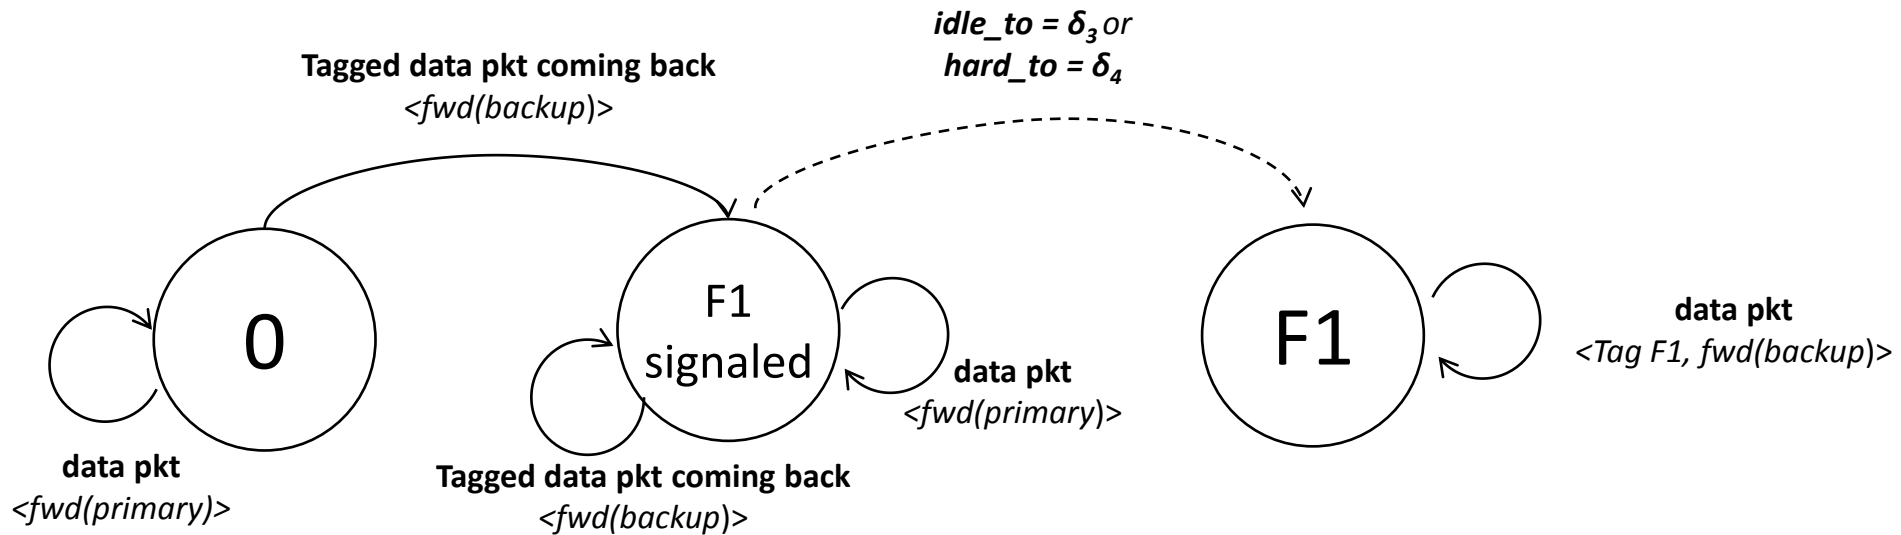 idle_to = δ3 or
hard_to = δ4
Tagged data pkt coming back
<fwd(backup)>
0
data pkt
<fwd(primary)>
F1
signaled
Tagged data pkt coming back
<fwd(backup)>
data pkt
<fwd(primary)>
F1
data pkt
<Tag F1, fwd(backup)>